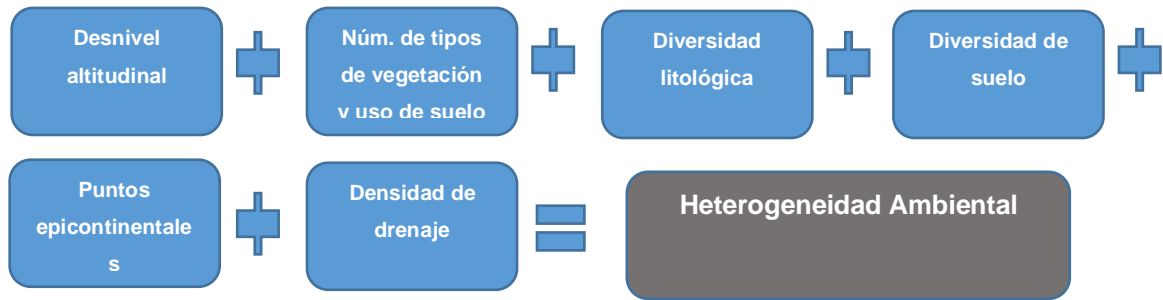 Desnivel
altitudinal
Núm. de tipos
de vegetación
y uso de suelo
Diversidad
litológica
Diversidad de
suelo
Puntos
epicontinentale
s
Densidad de
drenaje
Heterogeneidad Ambiental